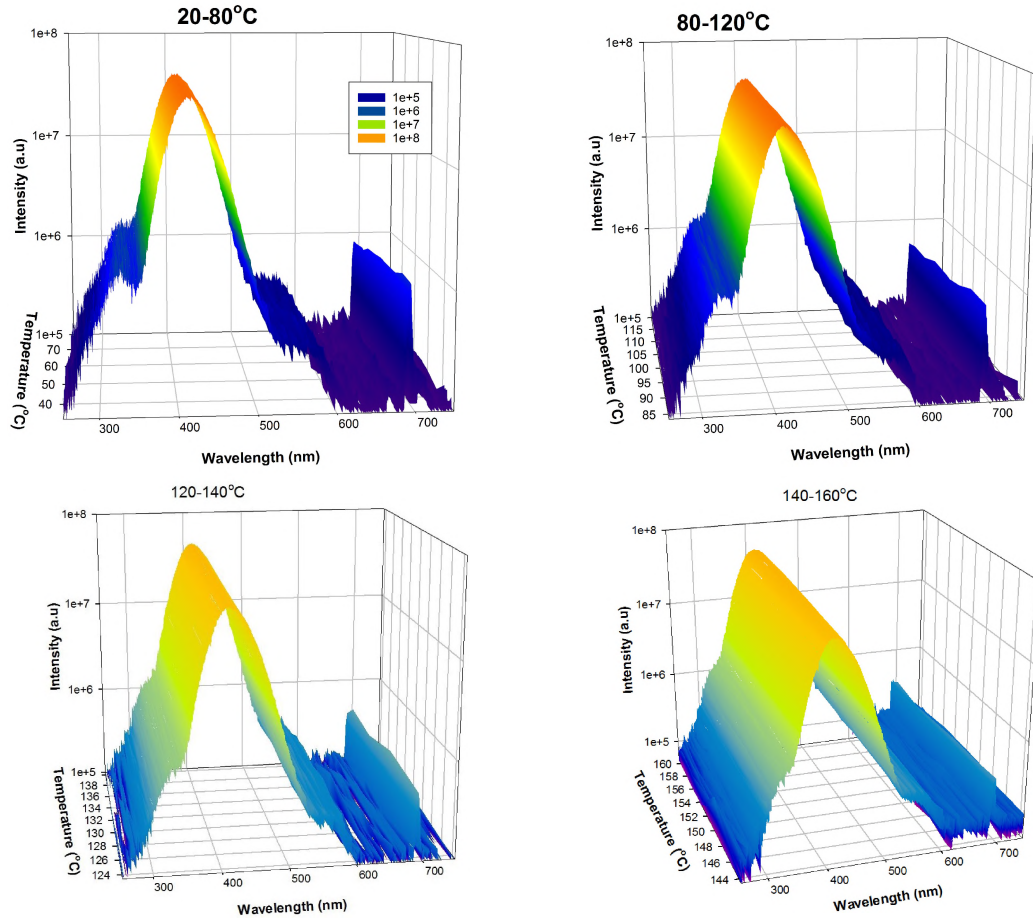 20-80°C
1e+8
1e+7
1e+6
1e+5
Intensity (a.u)
70
60
50
40
Temperature (°C)
300
400
500
600
700
Wavelength (nm)
1e+5
1e+6
1e+7
1e+8
80-120°C
1e+8
1e+7
1e+6
1e+5
Intensity (a.u)
115
110
105
100
95
90
85
Temperature (°C)
300
400
500
600
700
Wavelength (nm)
120-140°C
1e+8
1e+7
1e+6
1e+5
Intensity (a.u)
138
136
134
132
130
128
126
124
Temperature (°C)
300
400
500
600
700
Wavelength (nm)
140-160°C
1e+8
1e+7
1e+6
1e+5
Intensity (a.u)
160
158
156
154
152
150
148
146
144
Temperature (°C)
300
400
500
600
700
Wavelength (nm)